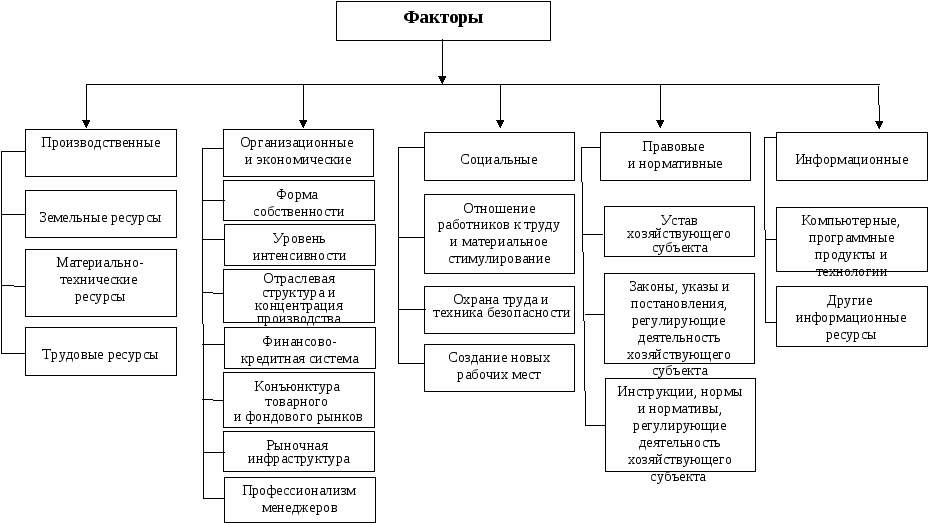 Факторы
Производственные
Земельные ресурсы
Материально-
технические
ресурсы
Трудовые ресурсы
Организационные
и экономические
Форма
собственности
Уровень
интенсивности
Отраслевая
структура и
концентрация
производства
Финансово-
кредитная система
Конъюнктура
товарного
и фондового рынков
Рыночная
инфраструктура
Профессионализм
менеджеров
Социальные
Отношение
работников к труду
и материальное
стимулирование
Охрана труда и
техника безопасности
Создание новых
рабочих мест
Правовые
и нормативные
Устав
хозяйствующего
субъекта
Законы, указы и
постановления,
регулирующие
деятельность
хозяйствующего
субъекта
Инструкции, нормы
и нормативы,
регулирующие
деятельность
хозяйствующего
субъекта
Информационные
Компьютерные,
программные
продукты и
технологии
Другие
информационные
ресурсы